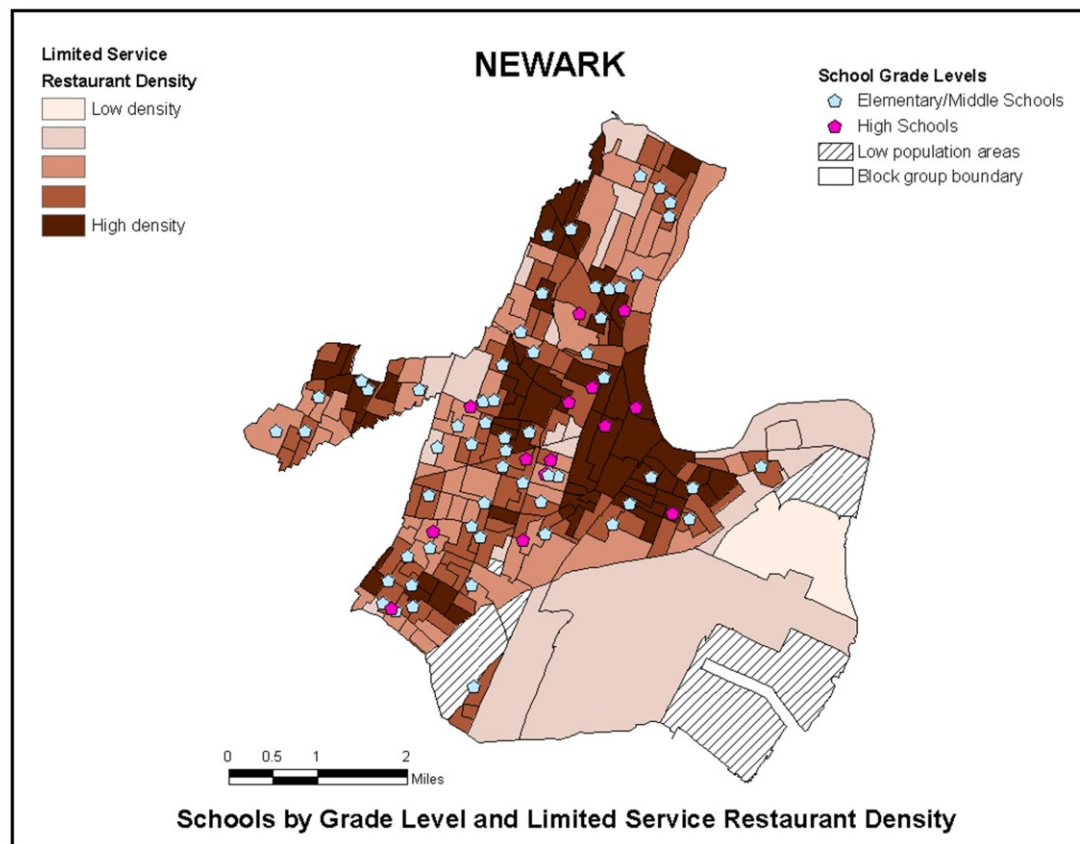 NEWARK
Limited Service
Restaurant Density
Low density
High density
School Grade Levels
Elementary/Middle Schools
High Schools
Low population areas
Block group boundary
0 0.5 1 2
Miles
Schools by Grade Level and Limited Service Restaurant Density